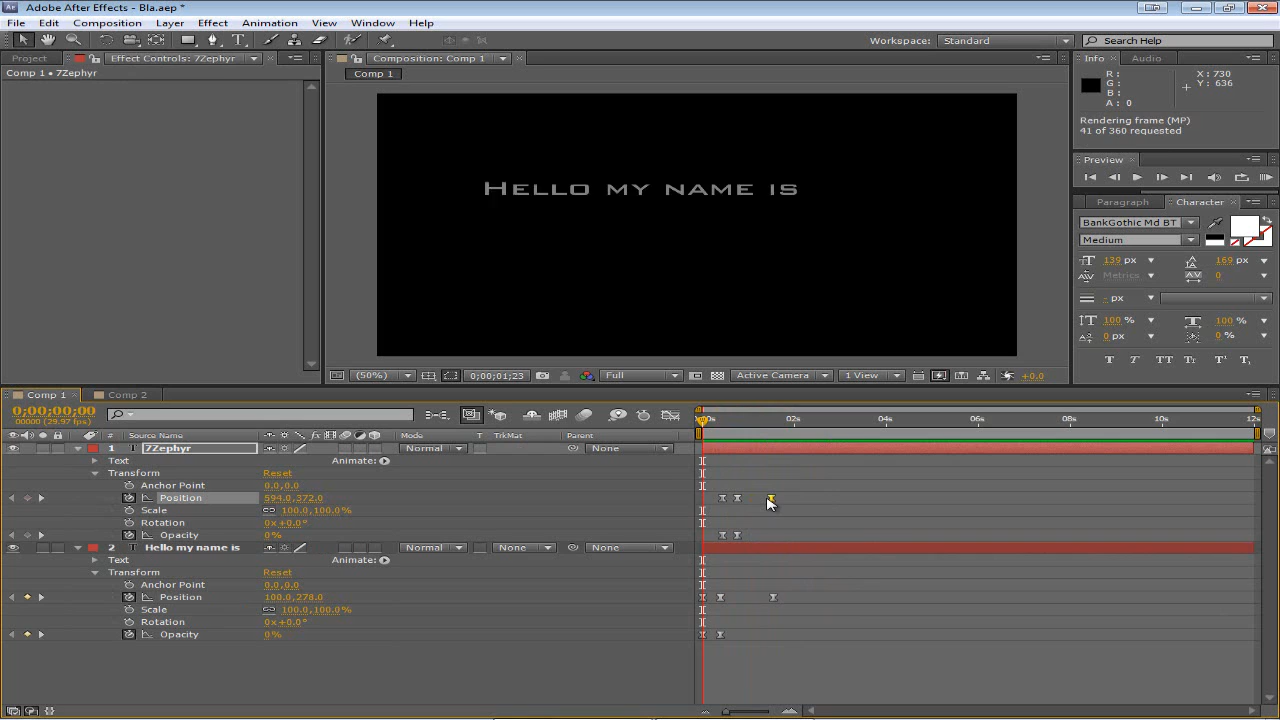 Adobe After Effects - Bla.aep *
File Edit Composition Layer Effect Animation View Window Help
Workspace: Standard Search Help
Project Effect Controls: 7Zephyr Composition: Comp 1 Info Audio
Comp 1 • 7Zephyr
Comp 1
R: X: 730
G: Y: 636
B:
A: 0
Rendering frame (MP)
41 of 360 requested
Preview
Paragraph Character
BankGothic Md BT
Medium
139 px 169 px
Metrics 0
- px
100 % 100 %
0 px 0 %
T T TT Tr T¹ T₁
Hello my name is
(50%) 0;00;01;23 Full Active Camera 1 View +0.0
Comp 1 Comp 2
0;00;00;00
00000 (29.97 fps)
02s 04s 06s 08s 10s 12s
# Source Name Mode T TrkMat Parent
1 T 7Zephyr Normal None
Text Animate:
Transform Reset
Anchor Point 0.0,0.0
Position 594.0,372.0
Scale 100.0,100.0%
Rotation 0x+0.0°
Opacity 0%
2 T Hello my name is Normal None None
Text Animate:
Transform Reset
Anchor Point 0.0,0.0
Position 100.0,278.0
Scale 100.0,100.0%
Rotation 0x+0.0°
Opacity 0%